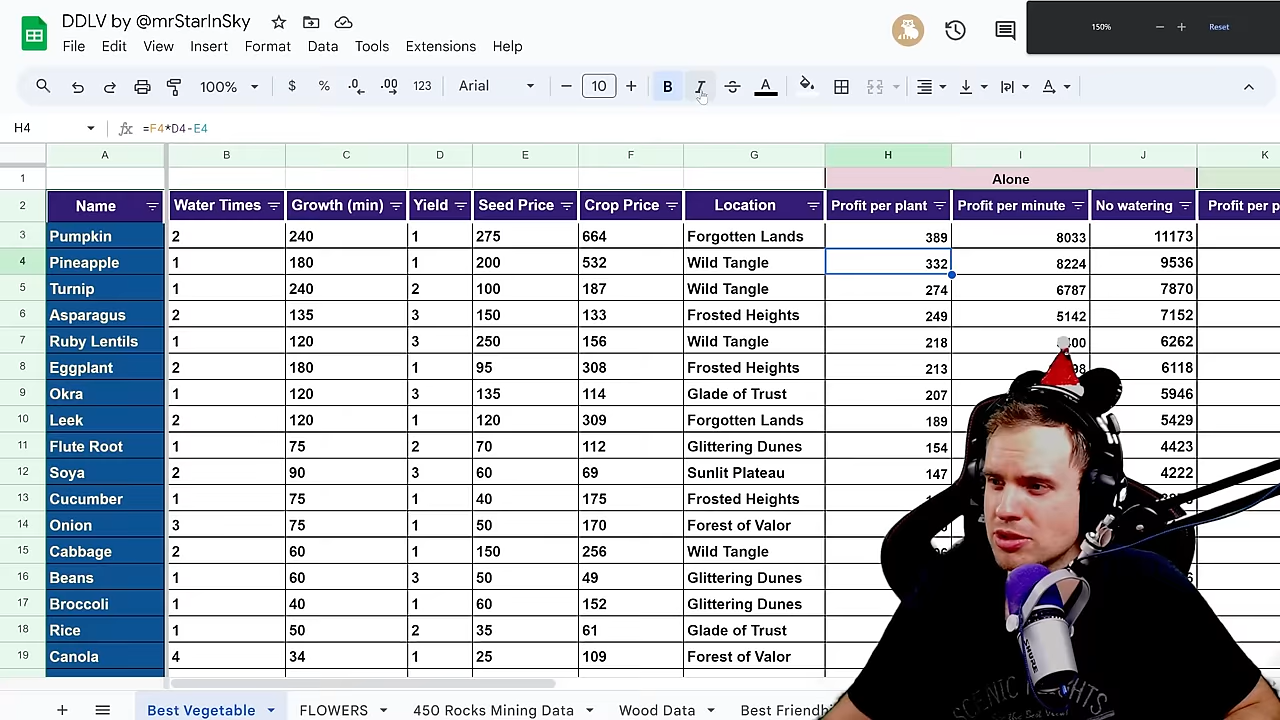 DDLV by @mrStarInSky
150% Reset
File Edit View Insert Format Data Tools Extensions Help
100% $ % .0 .00 123 Arial 10 B I A
H4 =F4*D4-E4
A B C D E F G H I J K
1 Alone
2 Name Water Times Growth (min) Yield Seed Price Crop Price Location Profit per plant Profit per minute No watering Profit per p
3 Pumpkin 2 240 1 275 664 Forgotten Lands 389 8033 11173
4 Pineapple 1 180 1 200 532 Wild Tangle 332 8224 9536
5 Turnip 1 240 2 100 187 Wild Tangle 274 6787 7870
6 Asparagus 2 135 3 150 133 Frosted Heights 249 5142 7152
7 Ruby Lentils 1 120 3 250 156 Wild Tangle 218 6262
8 Eggplant 2 180 1 95 308 Frosted Heights 213 6118
9 Okra 1 120 3 135 114 Glade of Trust 207 5946
10 Leek 2 120 1 120 309 Forgotten Lands 189 5429
11 Flute Root 1 75 2 70 112 Glittering Dunes 154 4423
12 Soya 2 90 3 60 69 Sunlit Plateau 147 4222
13 Cucumber 1 75 1 40 175 Frosted Heights
14 Onion 3 75 1 50 170 Forest of Valor
15 Cabbage 2 60 1 150 256 Wild Tangle
16 Beans 1 60 3 50 49 Glittering Dunes
17 Broccoli 1 40 1 60 152 Glittering Dunes
18 Rice 1 50 2 35 61 Glade of Trust
19 Canola 4 34 1 25 109 Forest of Valor
SHURE
Best Vegetable FLOWERS 450 Rocks Mining Data Wood Data Best Friendhi